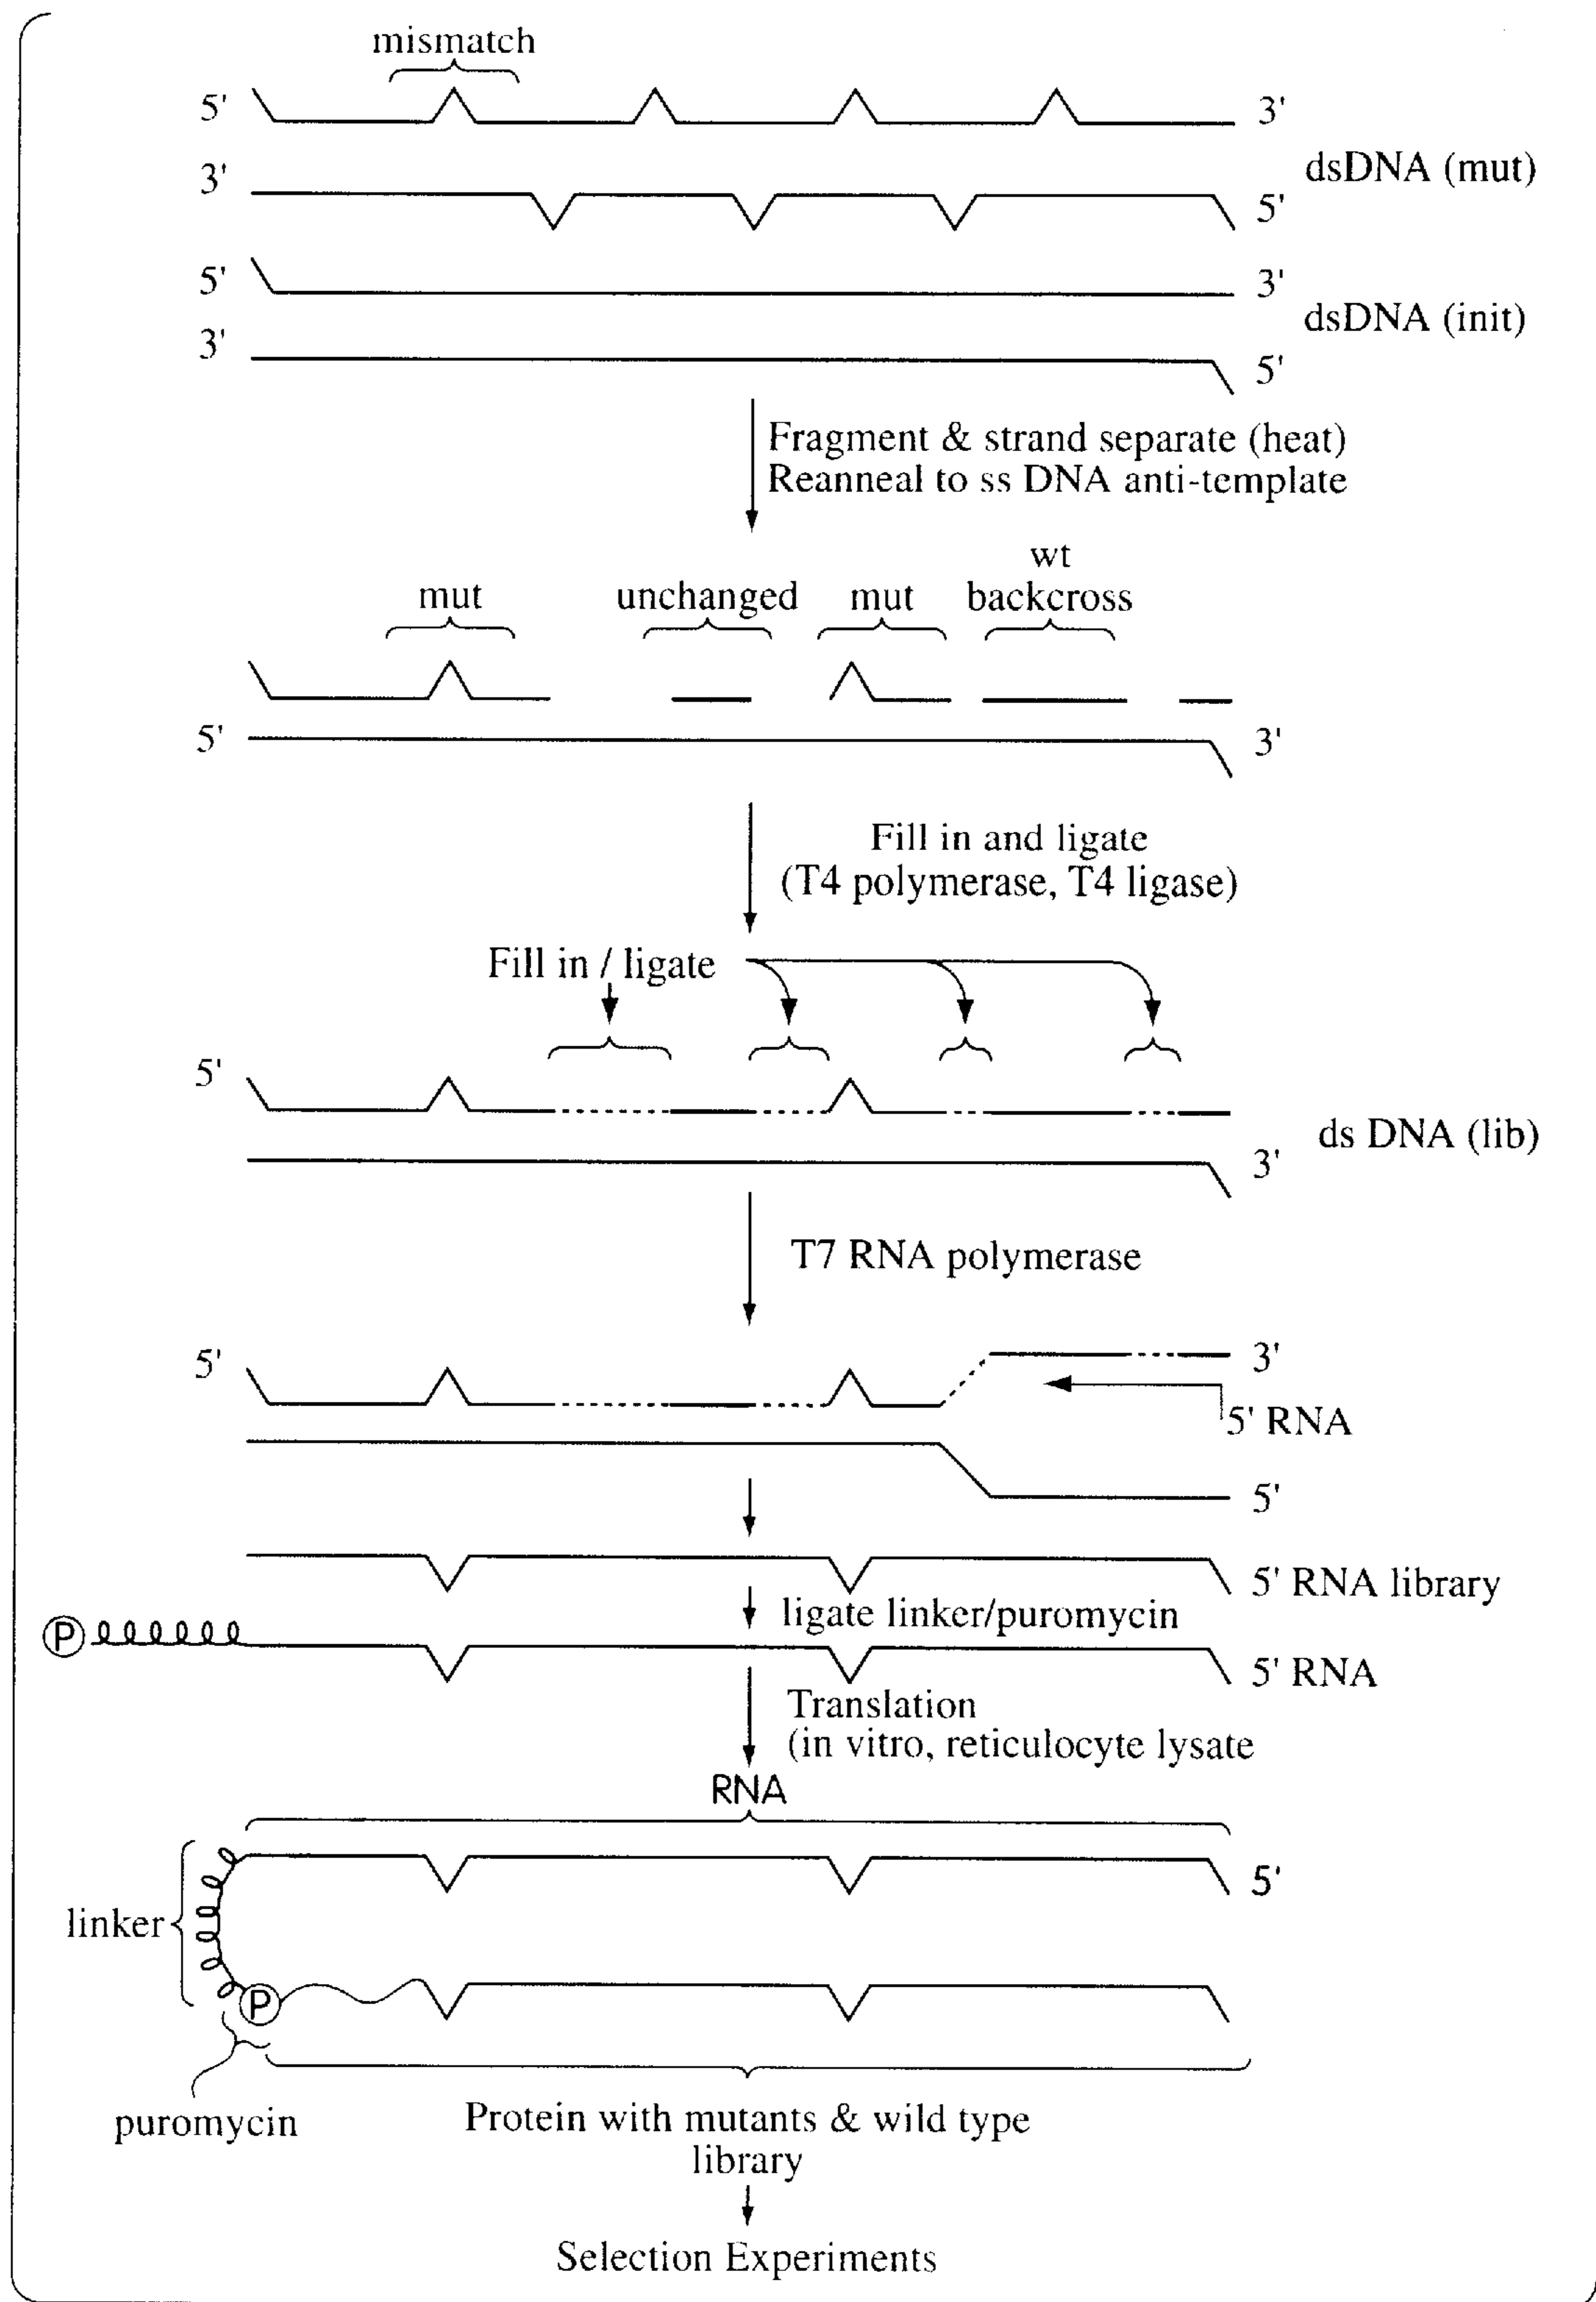 mismatch
5' 3'
dsDNA (mut)
3'
5'
5' 3'
dsDNA (init)
3'
5'
Fragment & strand separate (heat)
Reanneal to ss DNA anti-template
wt
mut unchanged mut backcross
5' 3'
Fill in and ligate
(T4 polymerase, T4 ligase)
Fill in / ligate
5'
ds DNA (lib)
3'
T7 RNA polymerase
5' 3'
5' RNA
5'
5' RNA library
ligate linker/puromycin
P
5' RNA
Translation
(in vitro, reticulocyte lysate
RNA
5'
linker
P
puromycin
Protein with mutants & wild type
library
Selection Experiments